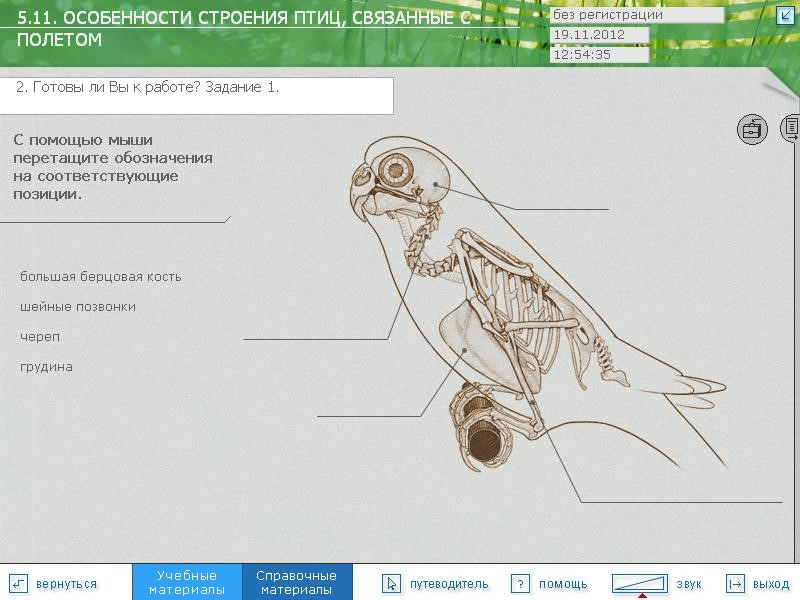 5.11. ОСОБЕННОСТИ СТРОЕНИЯ ПТИЦ, СВЯЗАННЫЕ С
ПОЛЕТОМ
без регистрации
19.11.2012
12:54:35
2. Готовы ли Вы к работе? Задание 1.
С помощью мыши
перетащите обозначения
на соответствующие
позиции.
большая берцовая кость
шейные позвонки
череп
грудина
вернуться
Учебные
материалы
Справочные
материалы
путеводитель
?
помощь
звук
выход